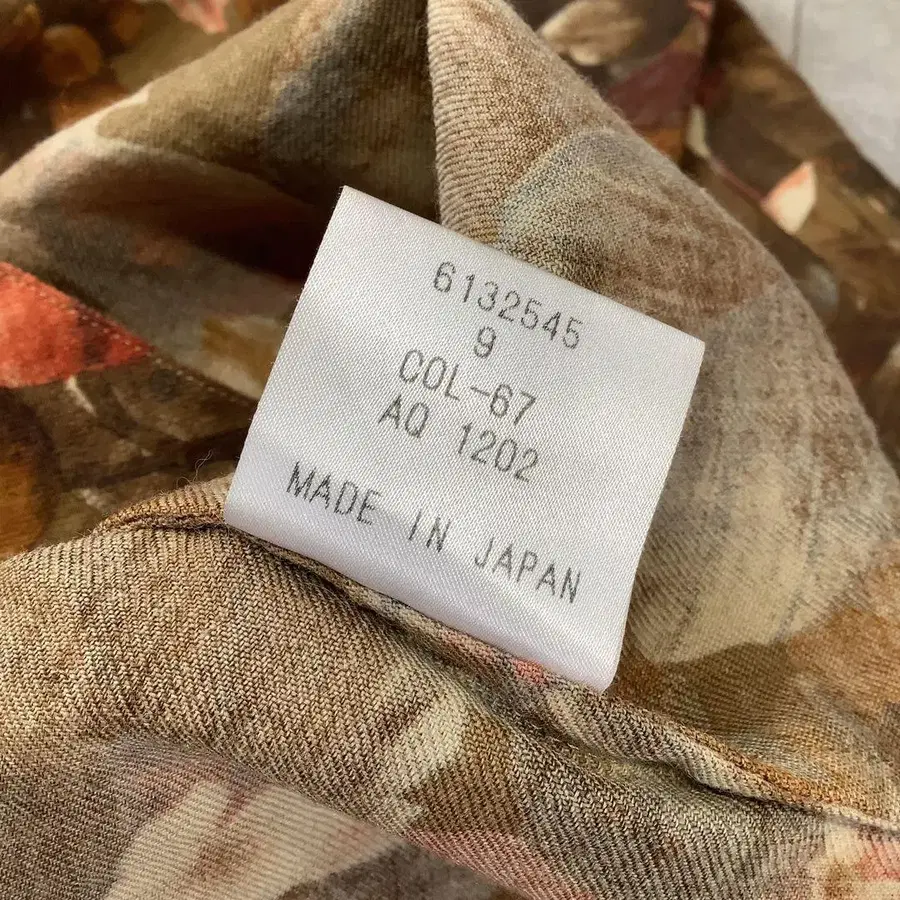 6132545
9
COL-67
AQ 1202
MADE IN JAPAN